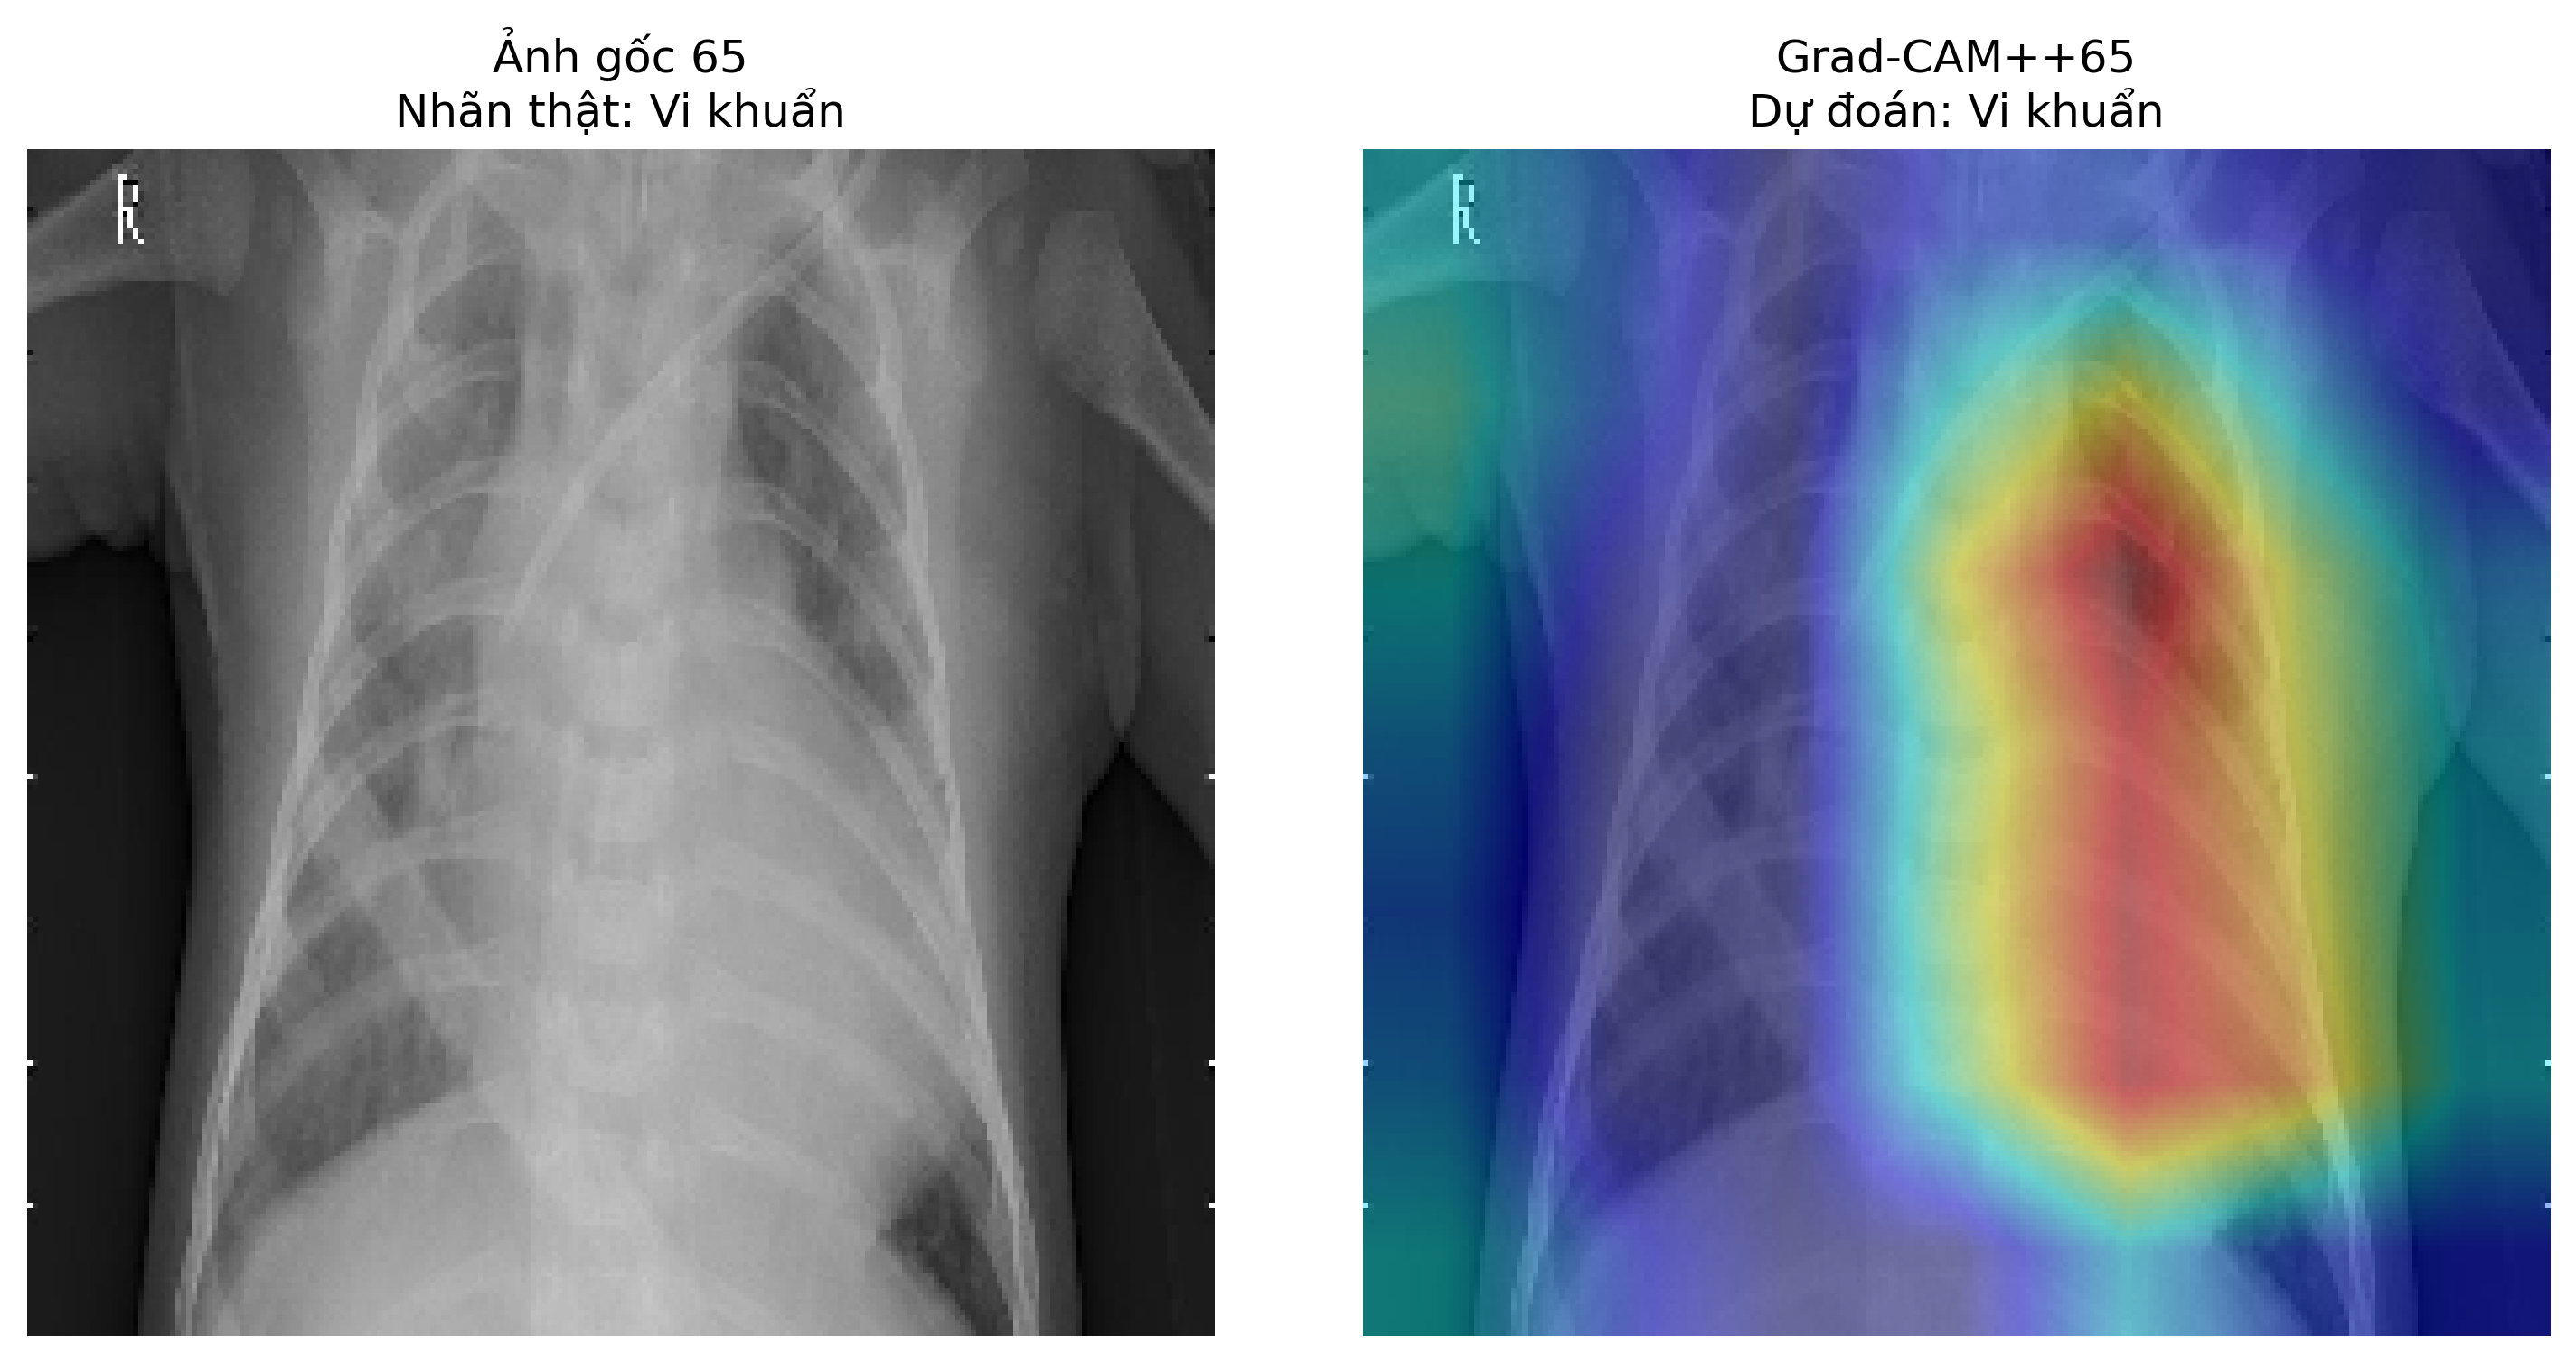 Ảnh gốc 65
Nhãn thật: Vi khuẩn
Grad-CAM++65
Dự đoán: Vi khuẩn
R
R